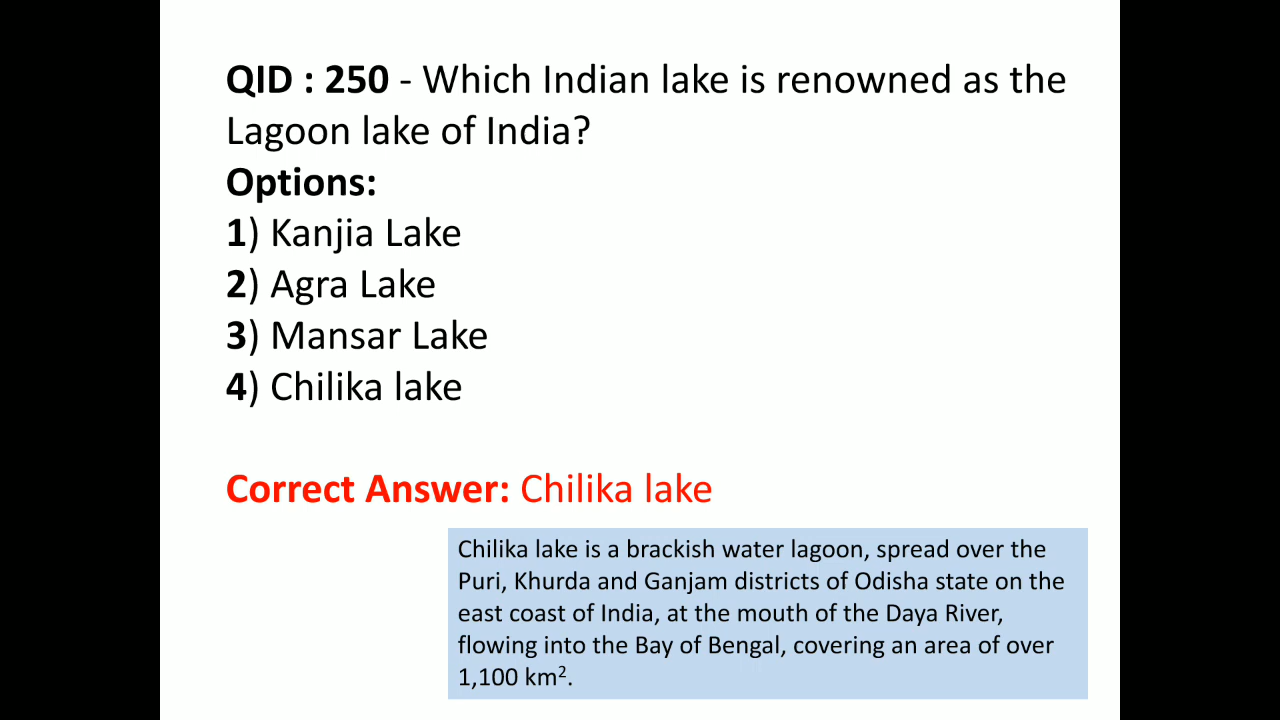 QID : 250 - Which Indian lake is renowned as the
Lagoon lake of India?
Options:
1) Kanjia Lake
2) Agra Lake
3) Mansar Lake
4) Chilika lake
Correct Answer: Chilika lake
Chilika lake is a brackish water lagoon, spread over the
Puri, Khurda and Ganjam districts of Odisha state on the
east coast of India, at the mouth of the Daya River,
flowing into the Bay of Bengal, covering an area of over
1,100 km².